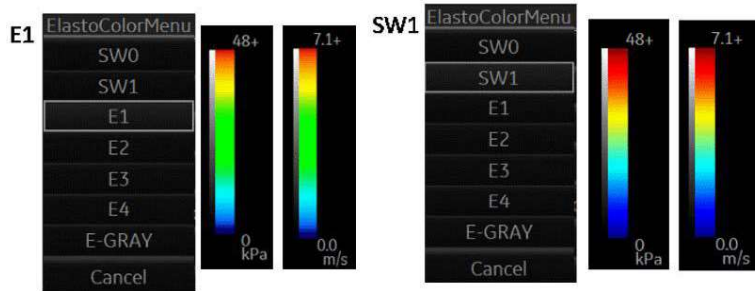 E1
ElastoColorMenu
SW0
SW1
E1
E2
E3
E4
E-GRAY
Cancel
48+
0
kPa
7.1+
0.0
m/s
SW1
ElastoColorMenu
SW0
SW1
E1
E2
E3
E4
E-GRAY
Cancel
48+
0
kPa
7.1+
0.0
m/s